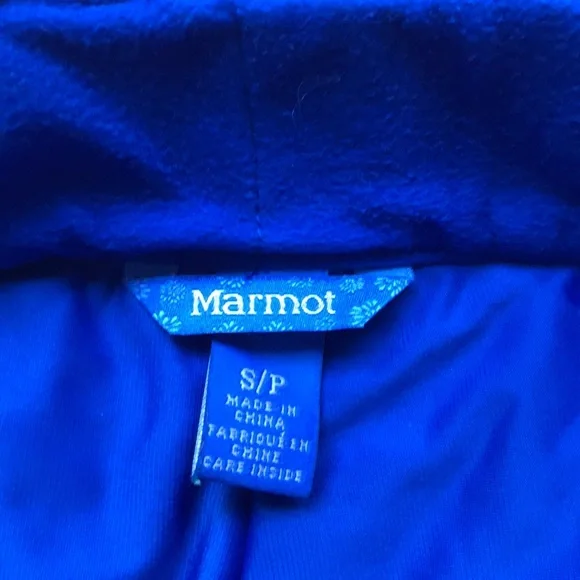 Marmot
S/P
MADE IN
CHINA
FABRIQUÉ EN
CHINE
CARE INSIDE